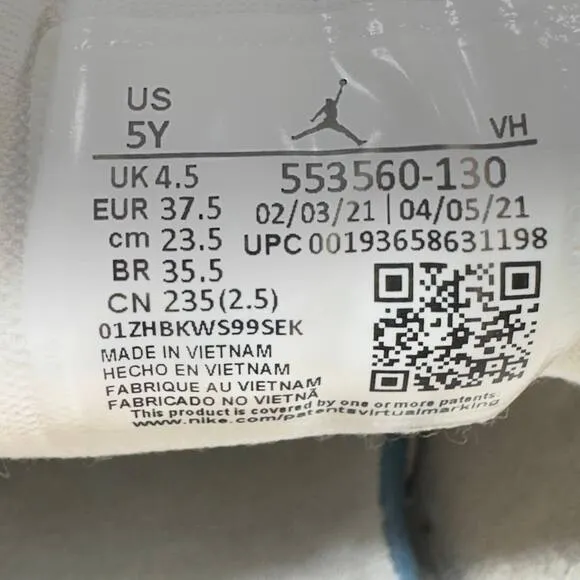 US
5Y
VH
UK 4.5
EUR 37.5
cm 23.5
BR 35.5
CN 235(2.5)
553560-130
02/03/21 | 04/05/21
UPC 00193658631198
01ZHBKWS99SEK
MADE IN VIETNAM
HECHO EN VIETNAM
FABRIQUE AU VIETNAM
FABRICADO NO VIETNÃ
This product is covered by one or more patents
www.nike.com/patentsvirtualmarking